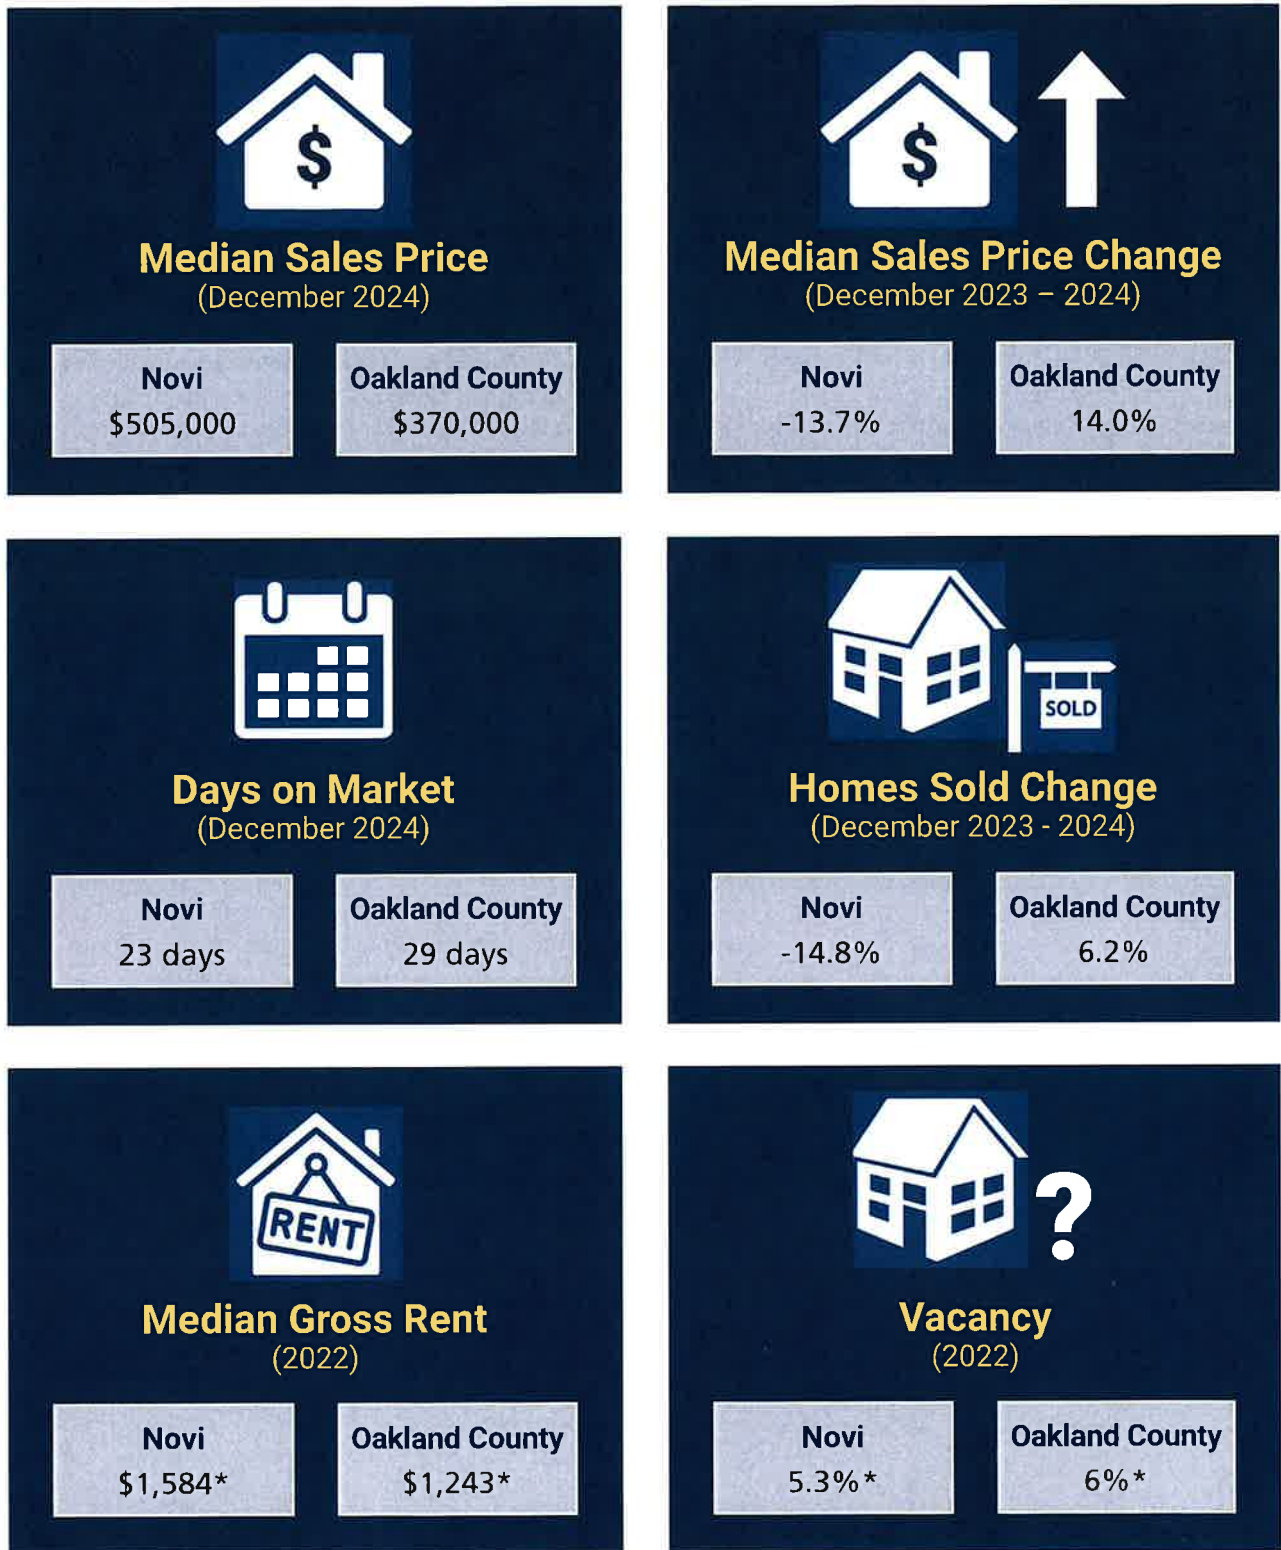 $
Median Sales Price
(December 2024)
Novi
$505,000
Oakland County
$370,000
$
Median Sales Price Change
(December 2023 – 2024)
Novi
-13.7%
Oakland County
14.0%
Days on Market
(December 2024)
Novi
23 days
Oakland County
29 days
SOLD
Homes Sold Change
(December 2023 - 2024)
Novi
-14.8%
Oakland County
6.2%
RENT
Median Gross Rent
(2022)
Novi
$1,584*
Oakland County
$1,243*
?
Vacancy
(2022)
Novi
5.3%*
Oakland County
6%*